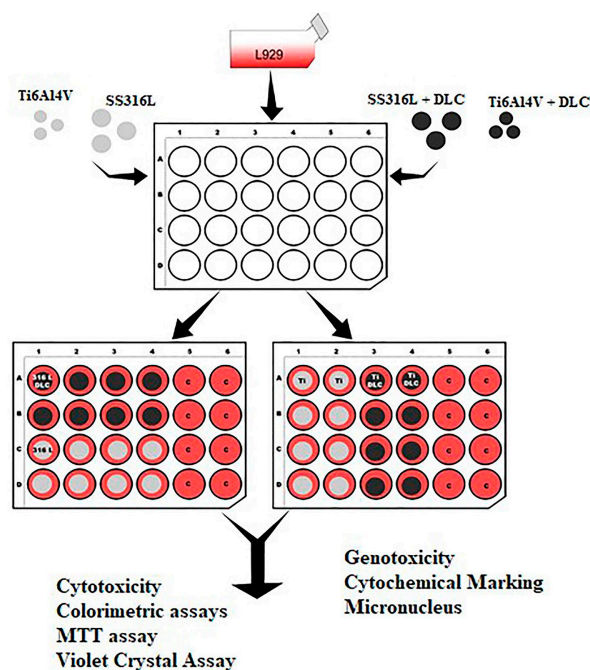 L929
Ti6Al4V
SS316L
SS316L + DLC
Ti6Al4V + DLC
1 2 3 4 5 6
A
B
C
D
1 2 3 4 5 6
A 316 L DLC C C
B C C
C 316 L C C
D C C
1 2 3 4 5 6
A Ti Ti Ti DLC Ti DLC C C
B C C
C C C
D C C
Cytotoxicity
Colorimetric assays
MTT assay
Violet Crystal Assay
Genotoxicity
Cytochemical Marking
Micronucleus